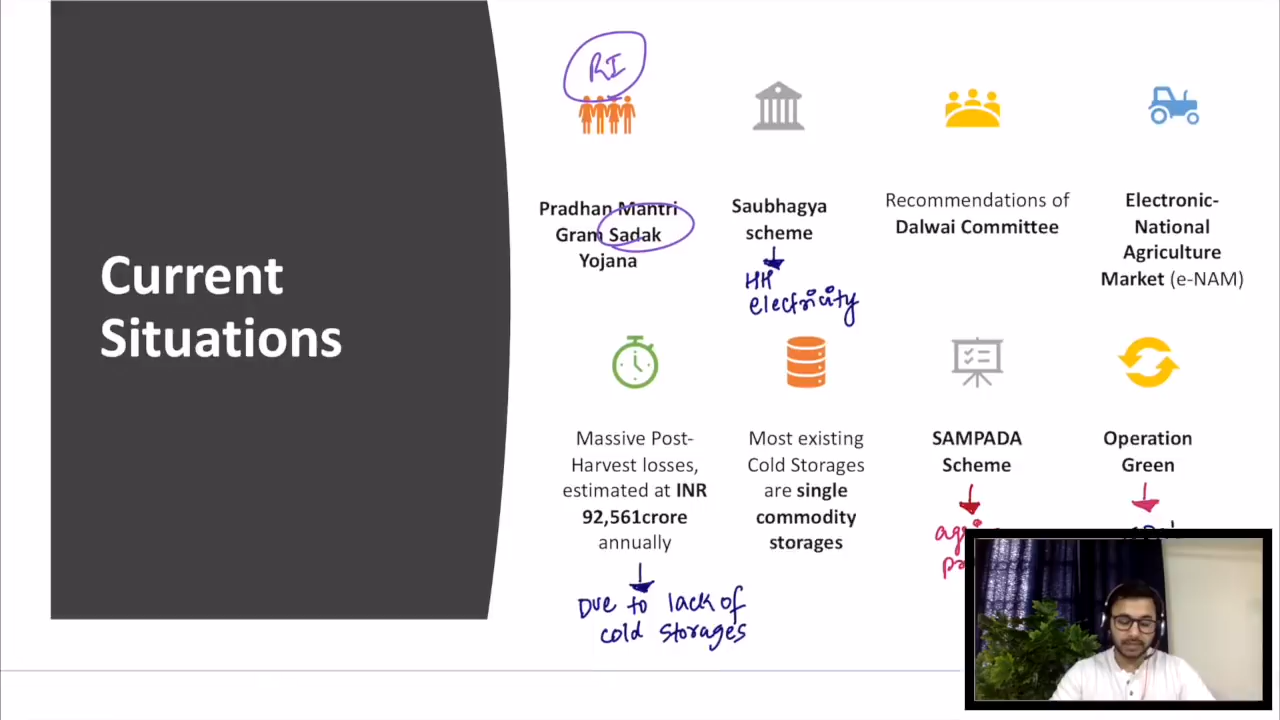 Current
Situations
RI
Pradhan Mantri
Gram Sadak
Yojana
Saubhagya
scheme
HH
electricity
Recommendations of
Dalwai Committee
Electronic-
National
Agriculture
Market (e-NAM)
Massive Post-
Harvest losses,
estimated at INR
92,561crore
annually
Due to lack of
cold storages
Most existing
Cold Storages
are single
commodity
storages
SAMPADA
Scheme
Operation
Green